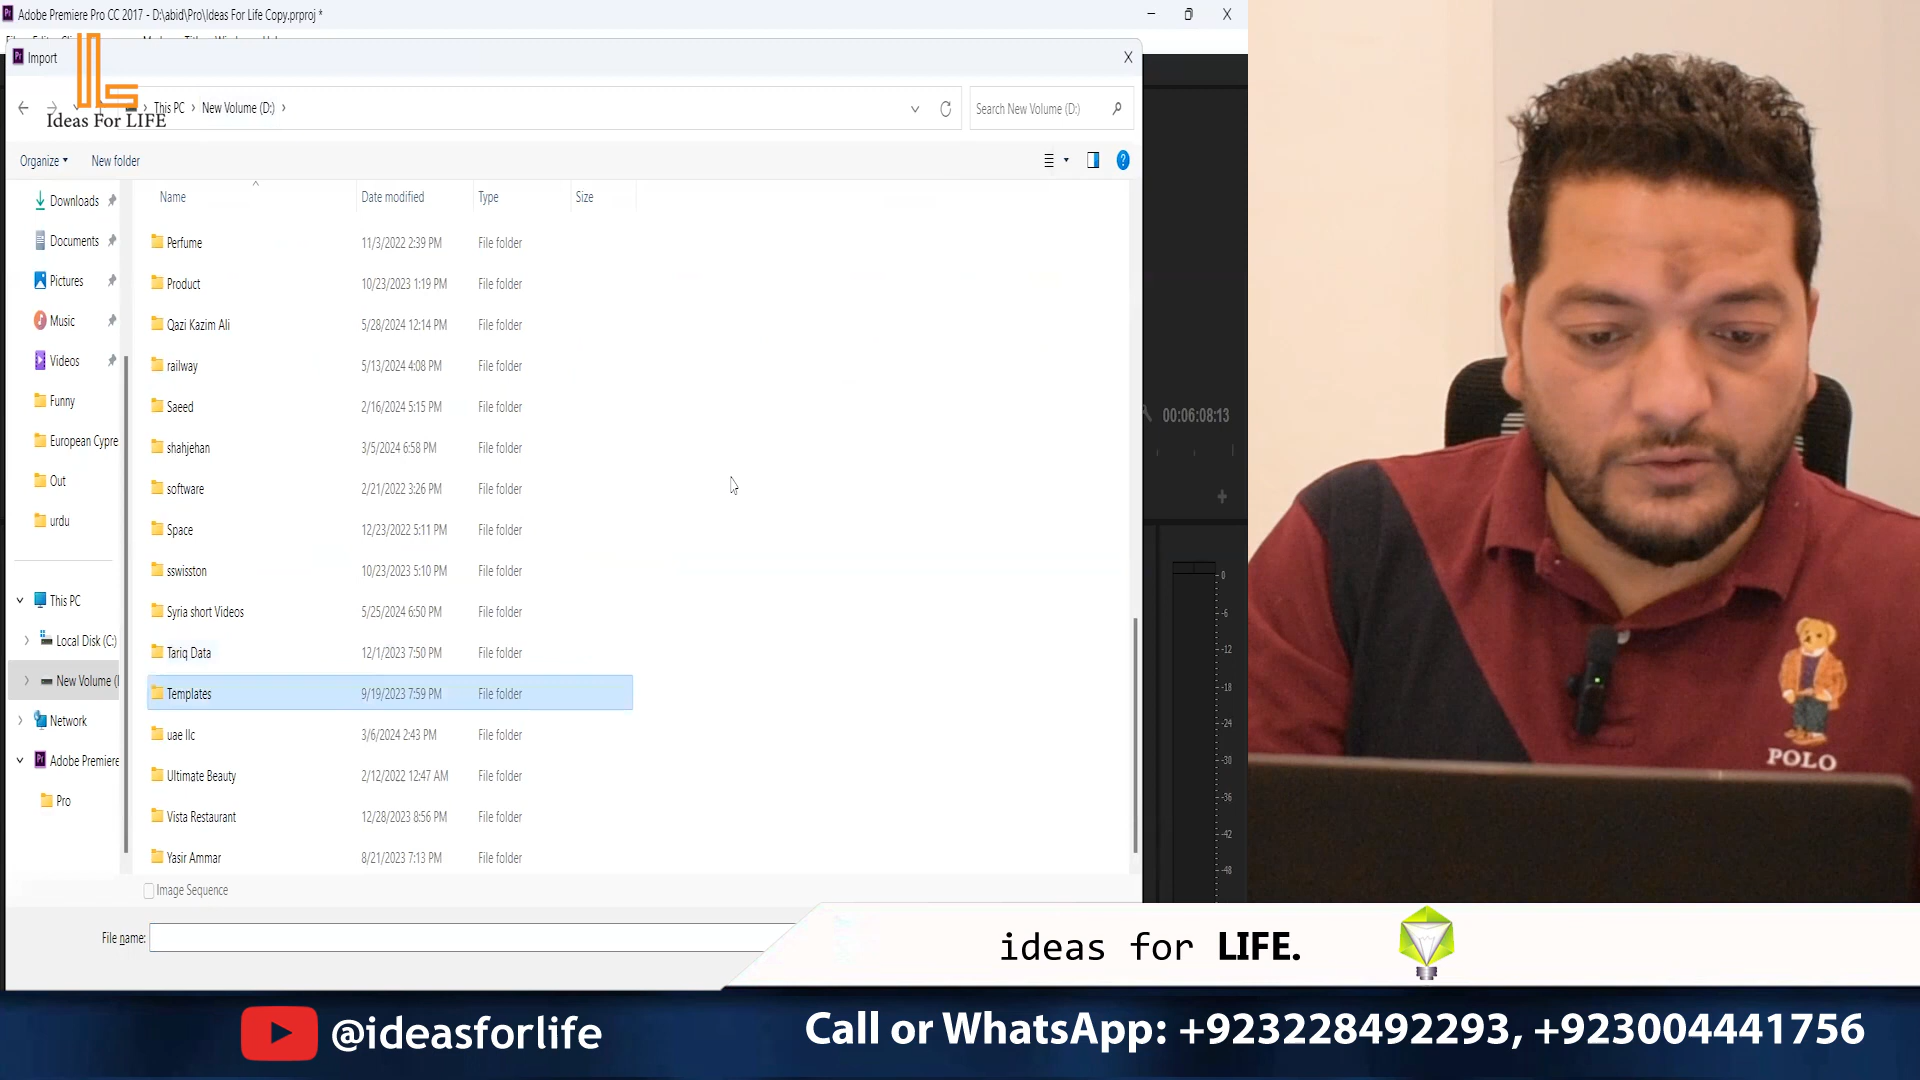 Adobe Premiere Pro CC 2017 - D:\abid\Pro\Ideas For Life Copy.prproj *
Import
This PC > New Volume (D:) >
Search New Volume (D:)
Ideas For LIFE
Organize
New folder
Name
Date modified
Type
Size
Downloads
Documents
Pictures
Music
Videos
Funny
European Cypre
Out
urdu
This PC
Local Disk (C:)
New Volume (
Network
Adobe Premiere
Pro
Perfume 11/3/2022 2:39 PM File folder
Product 10/23/2023 1:19 PM File folder
Qazi Kazim Ali 5/28/2024 12:14 PM File folder
railway 5/13/2024 4:08 PM File folder
Saeed 2/16/2024 5:15 PM File folder
shahjehan 3/5/2024 6:58 PM File folder
software 2/21/2022 3:26 PM File folder
Space 12/23/2022 5:11 PM File folder
sswisston 10/23/2023 5:10 PM File folder
Syria short Videos 5/25/2024 6:50 PM File folder
Tariq Data 12/1/2023 7:50 PM File folder
Templates 9/19/2023 7:59 PM File folder
uae llc 3/6/2024 2:43 PM File folder
Ultimate Beauty 2/12/2022 12:47 AM File folder
Vista Restaurant 12/28/2023 8:56 PM File folder
Yasir Ammar 8/21/2023 7:13 PM File folder
Image Sequence
File name:
00:06:08:13
0
-6
-12
-18
-24
-30
-36
-42
-48
POLO
ideas for LIFE.
@ideasforlife
Call or WhatsApp: +923228492293, +923004441756